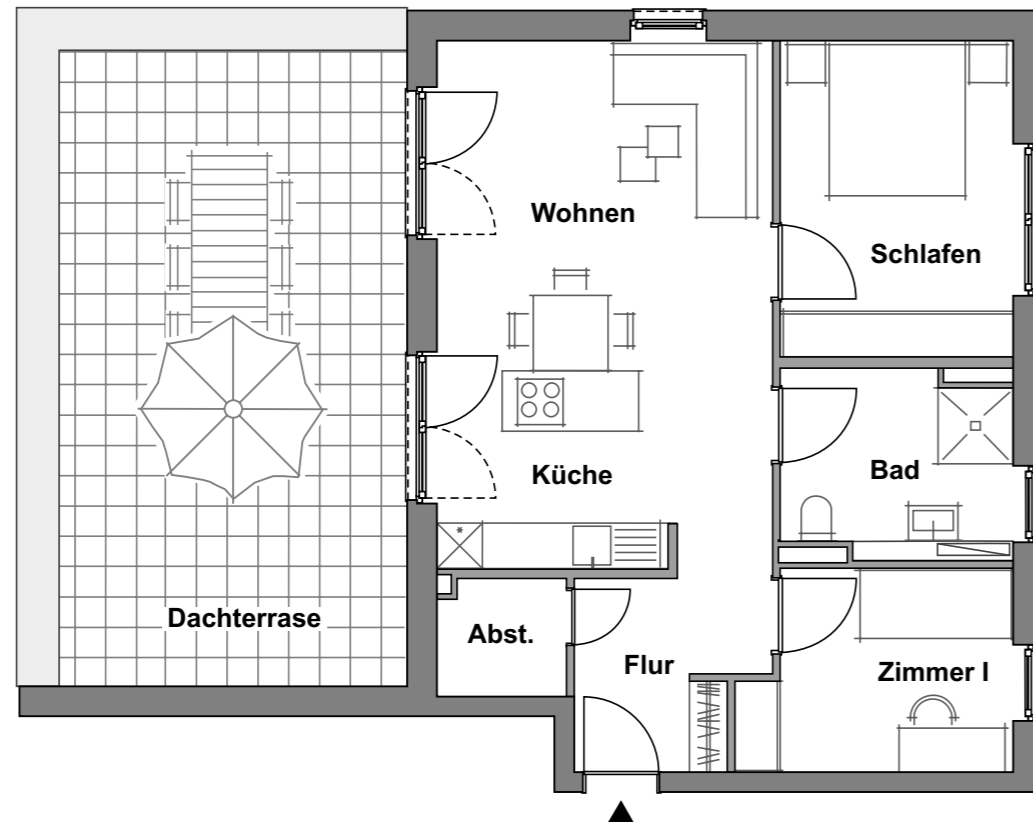 Wohnen
Schlafen
Küche
Bad
Dachterrase
Abst.
Flur
Zimmer I